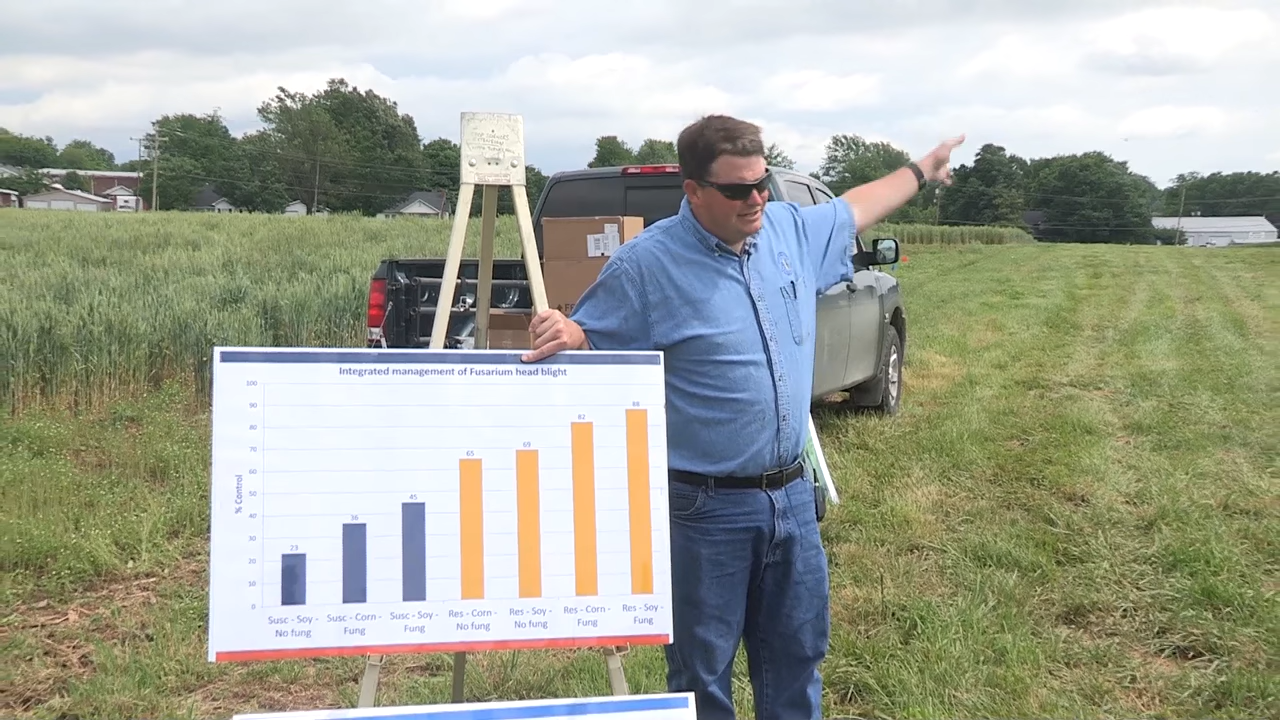 Integrated management of Fusarium head blight
100
90
80
70
60
50
40
30
20
10
0
% Control
23
36
45
65
69
82
88
Susc - Soy - No fung
Susc - Corn - Fung
Susc - Soy - Fung
Res - Corn - No fung
Res - Soy - No fung
Res - Corn - Fung
Res - Soy - Fung